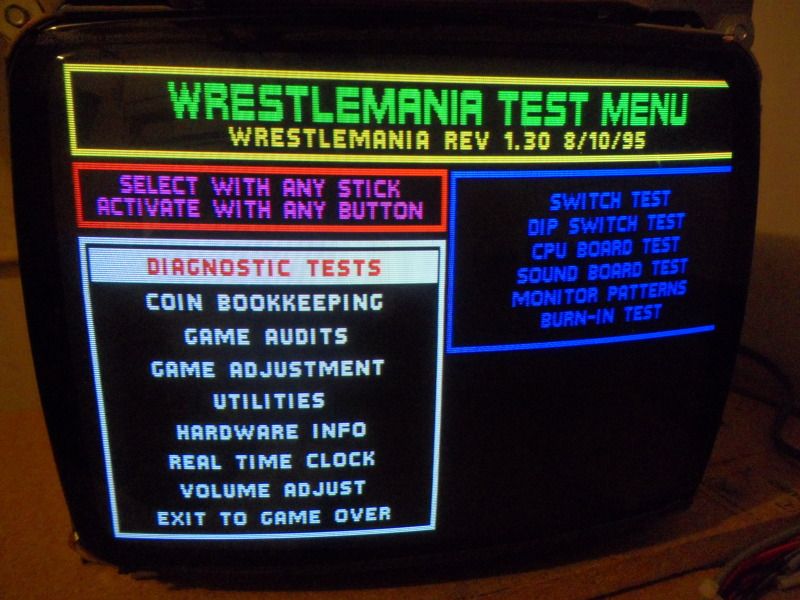 WRESTLEMANIA TEST MENU
WRESTLEMANIA REV 1.30 8/10/95
SELECT WITH ANY STICK
ACTIVATE WITH ANY BUTTON
DIAGNOSTIC TESTS
COIN BOOKKEEPING
GAME AUDITS
GAME ADJUSTMENT
UTILITIES
HARDWARE INFO
REAL TIME CLOCK
VOLUME ADJUST
EXIT TO GAME OVER
SWITCH TEST
DIP SWITCH TEST
CPU BOARD TEST
SOUND BOARD TEST
MONITOR PATTERNS
BURN-IN TEST